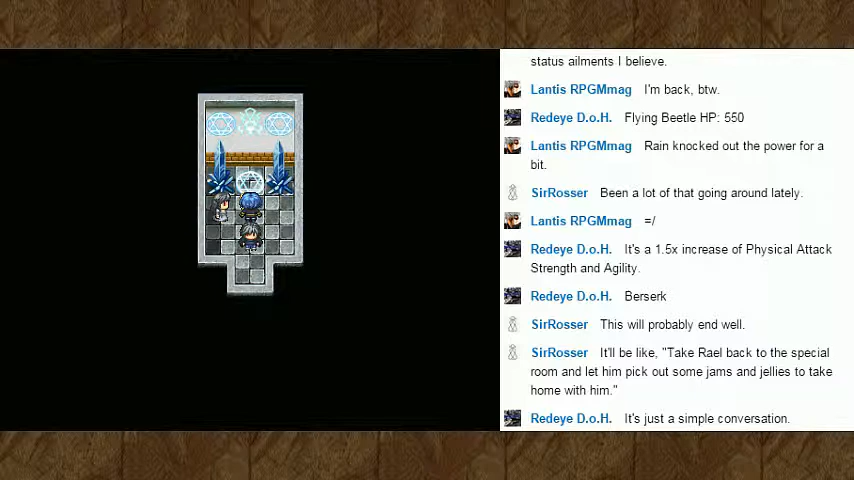 status ailments I believe.
Lantis RPGMmag I'm back, btw.
Redeye D.o.H. Flying Beetle HP: 550
Lantis RPGMmag Rain knocked out the power for a
bit.
SirRosser Been a lot of that going around lately.
Lantis RPGMmag =/
Redeye D.o.H. It's a 1.5x increase of Physical Attack
Strength and Agility.
Redeye D.o.H. Berserk
SirRosser This will probably end well.
SirRosser It'll be like, "Take Rael back to the special
room and let him pick out some jams and jellies to take
home with him."
Redeye D.o.H. It's just a simple conversation.